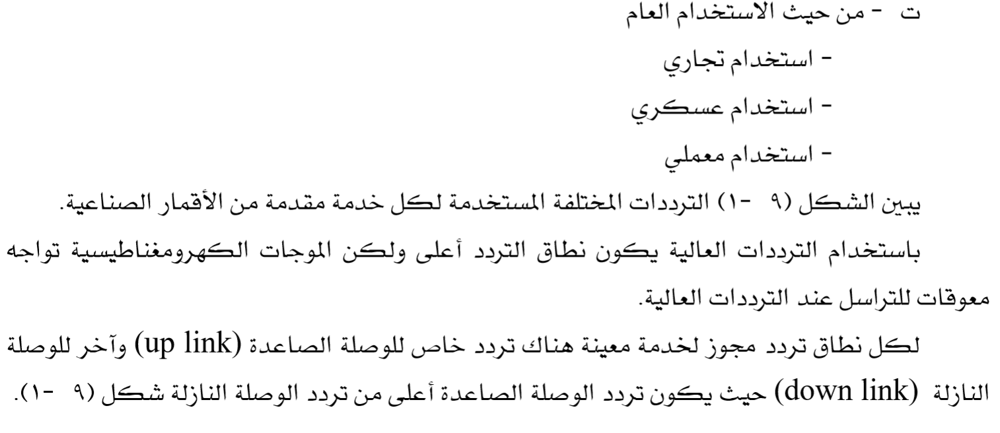 ت - من حيث الاستخدام العام
- استخدام تجاري
- استخدام عسكري
- استخدام معملي
يبين الشكل (٩ -١) الترددات المختلفة المستخدمة لكل خدمة مقدمة من الأقمار الصناعية.
باستخدام الترددات العالية يكون نطاق التردد أعلى ولكن الموجات الكهرومغناطيسية تواجه
معوقات للتراسل عند الترددات العالية.
لكل نطاق تردد مجوز لخدمة معينة هناك تردد خاص للوصلة الصاعدة (up link) وآخر للوصلة
النازلة (down link) حيث يكون تردد الوصلة الصاعدة أعلى من تردد الوصلة النازلة شكل (٩ -١).